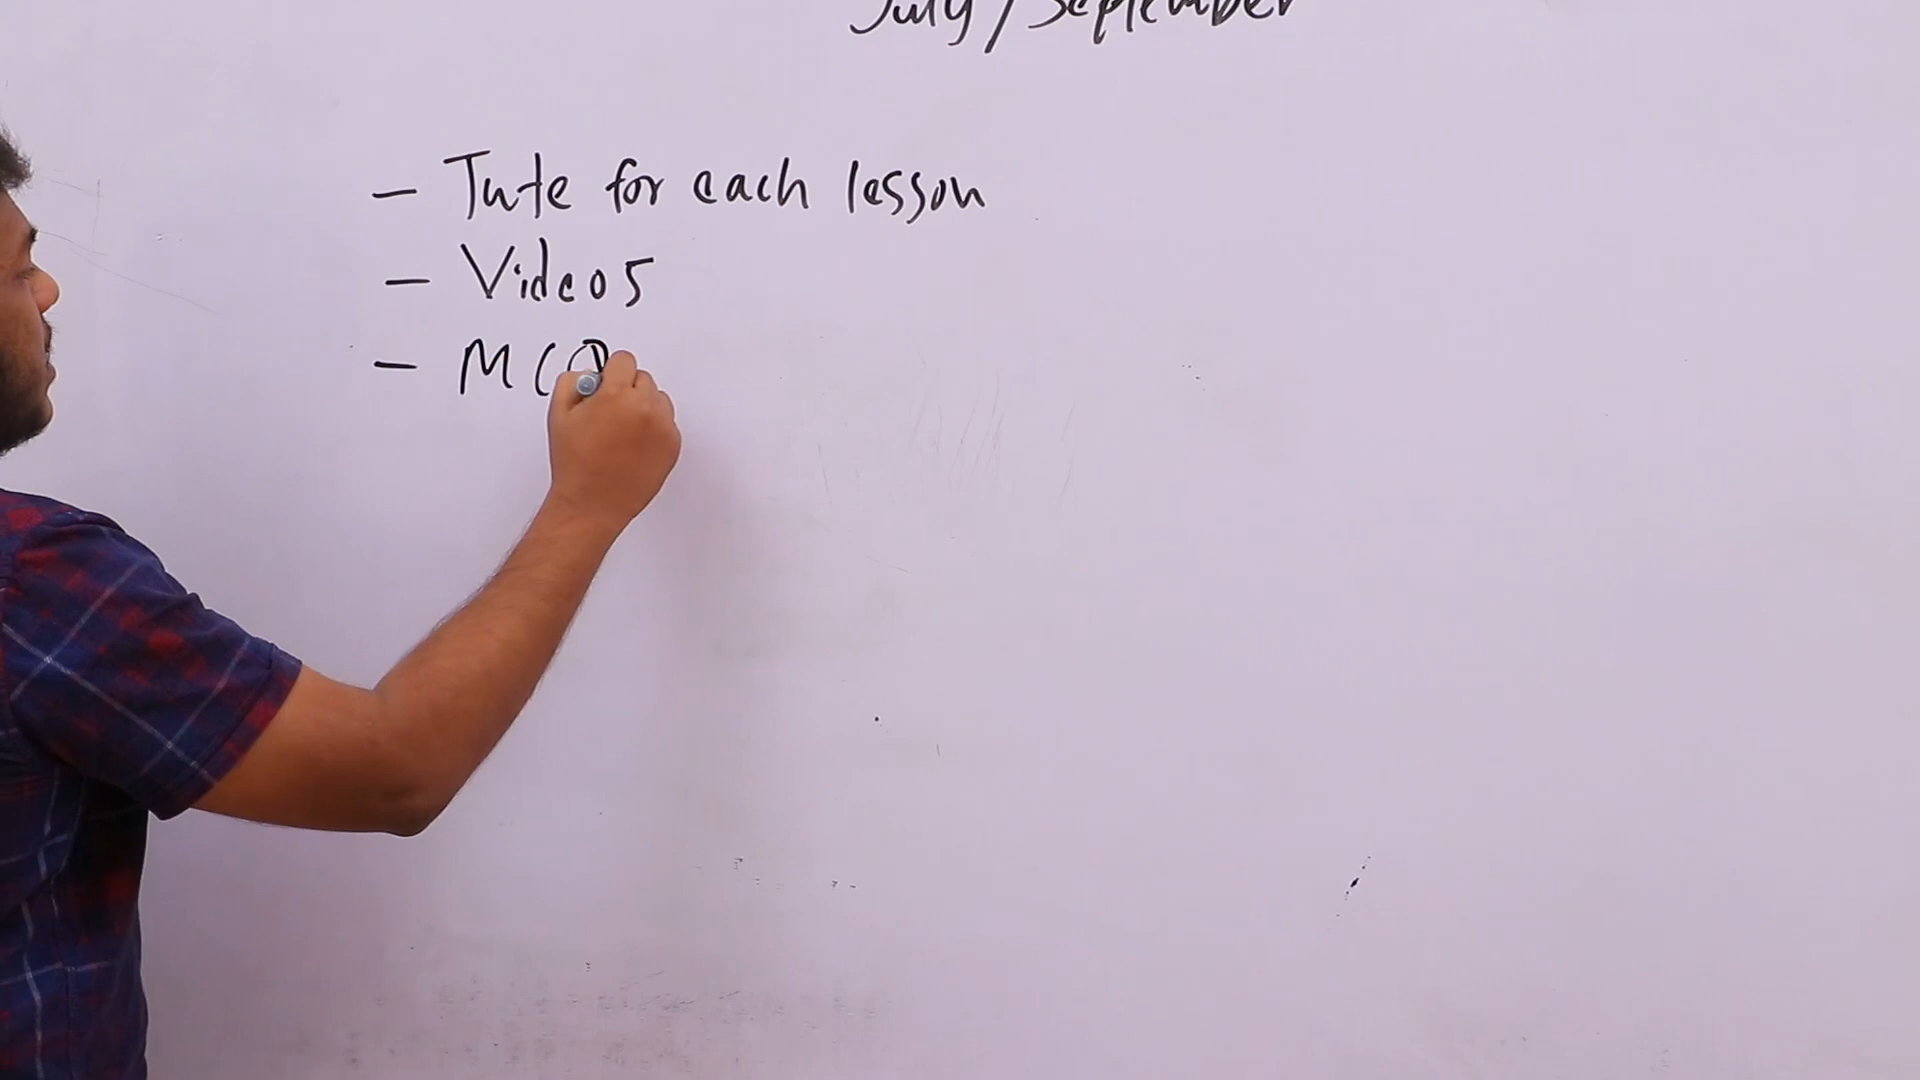 July / September
- Tute for each lesson
- Videos
- MCQ